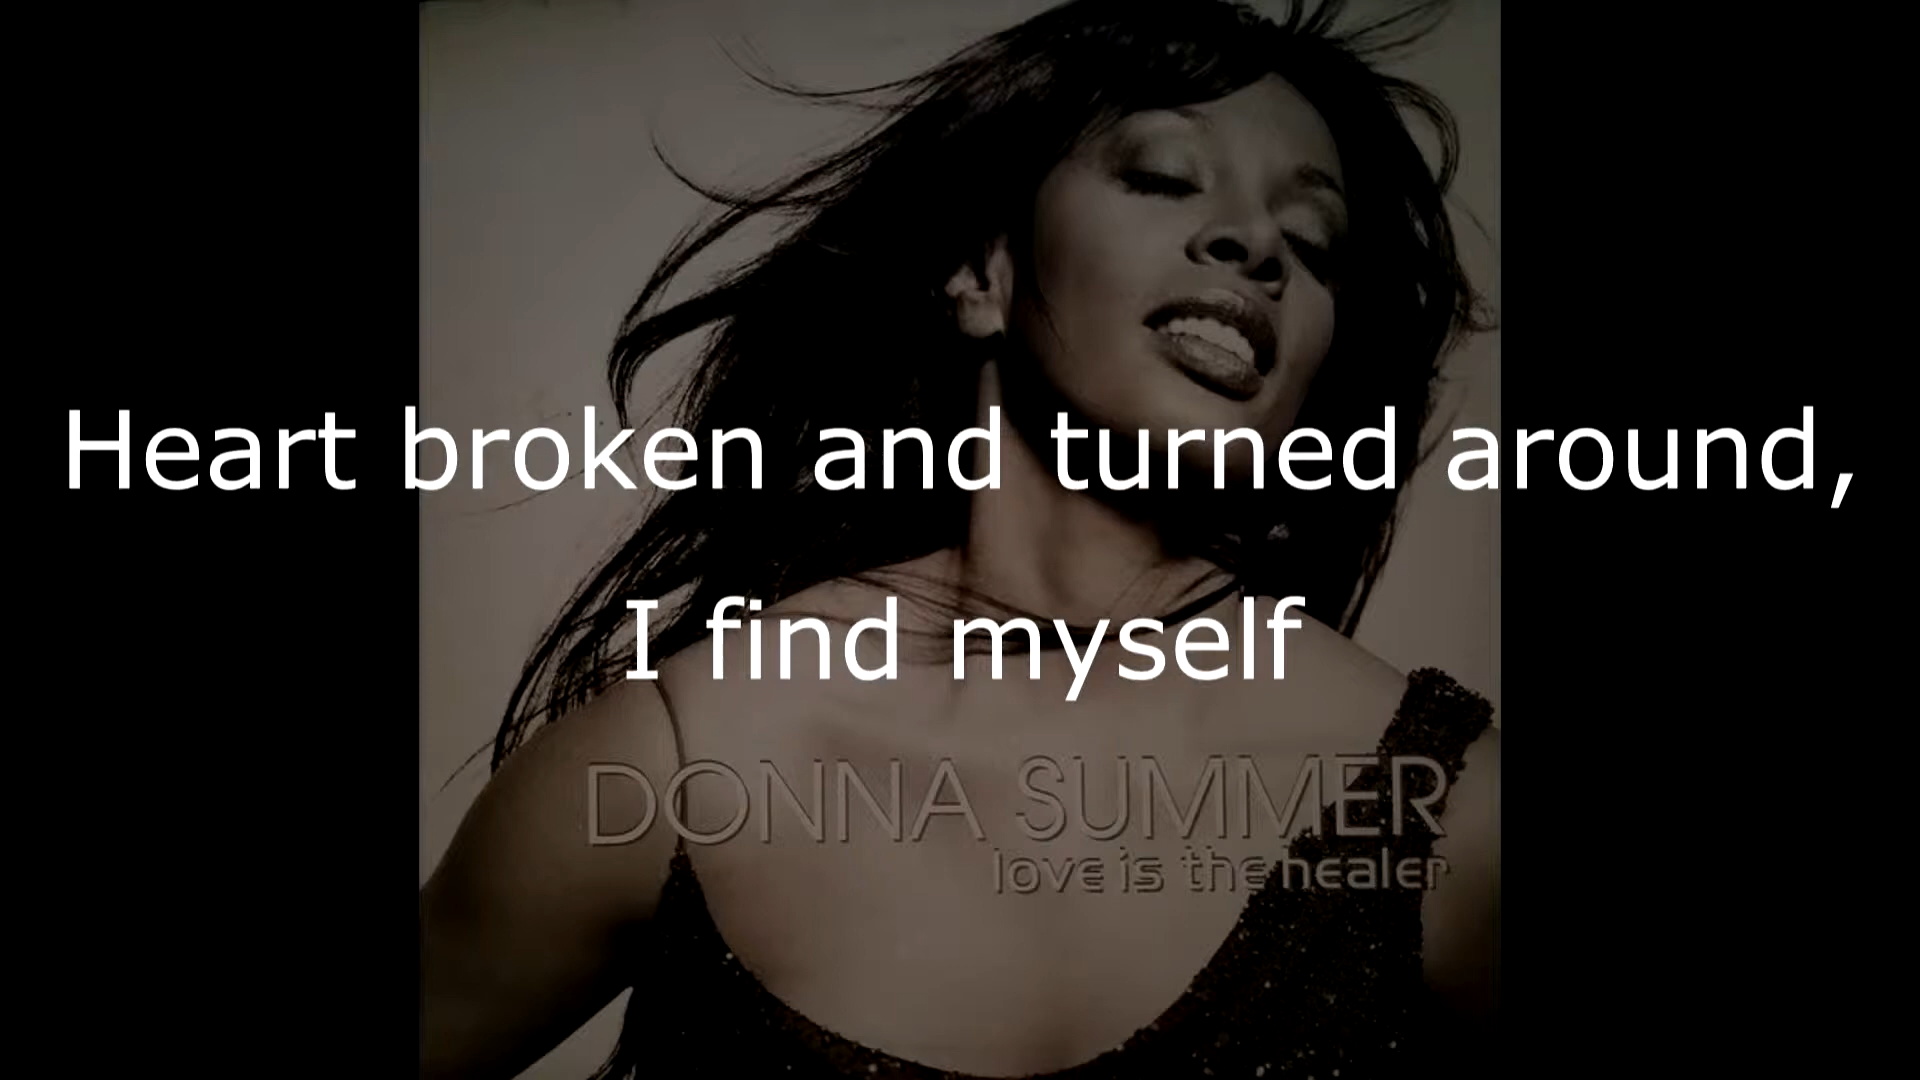 Heart broken and turned around,
I find myself
DONNA SUMMER
love is the healer